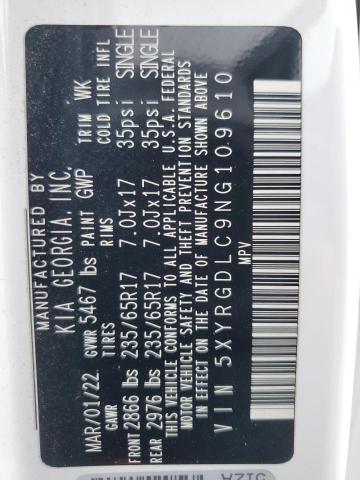 MANUFACTURED BY
KIA GEORGIA, INC.
MAR/01/22 GVWR 5467 lbs PAINT GWP TRIM WK
GAWR TIRES RIMS COLD TIRE INFL
FRONT 2866 lbs 235/65R17 7.0Jx17 35psi SINGLE
REAR 2976 lbs 235/65R17 7.0Jx17 35psi SINGLE
THIS VEHICLE CONFORMS TO ALL APPLICABLE U.S.A. FEDERAL
MOTOR VEHICLE SAFETY AND THEFT PREVENTION STANDARDS
IN EFFECT ON THE DATE OF MANUFACTURE SHOWN ABOVE
VIN 5XYRGDLC9NG109610
MPV